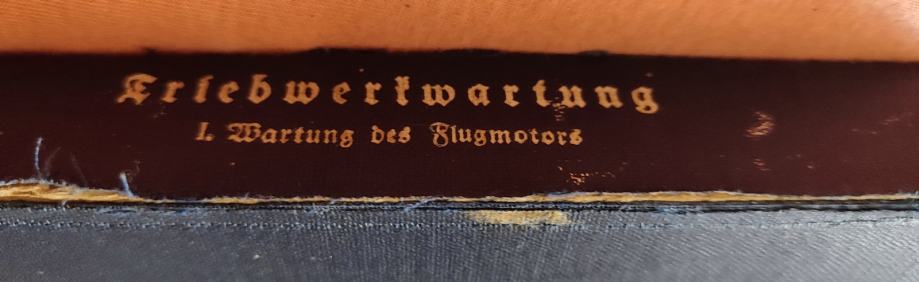 Triebwerkwartung
I. Wartung des Flugmotors